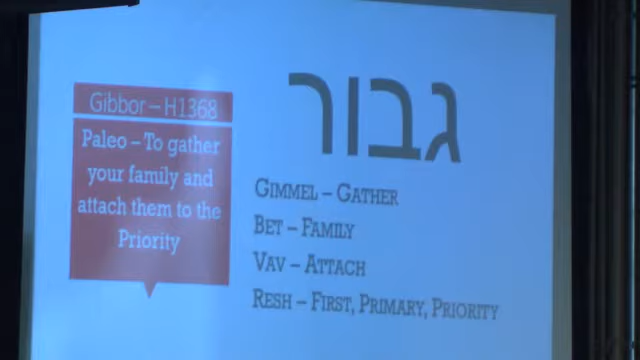 Gibbor – H1368
Paleo – To gather
your family and
attach them to the
Priority
גבור
Gimmel – Gather
Bet – Family
Vav – Attach
Resh – First, Primary, Priority